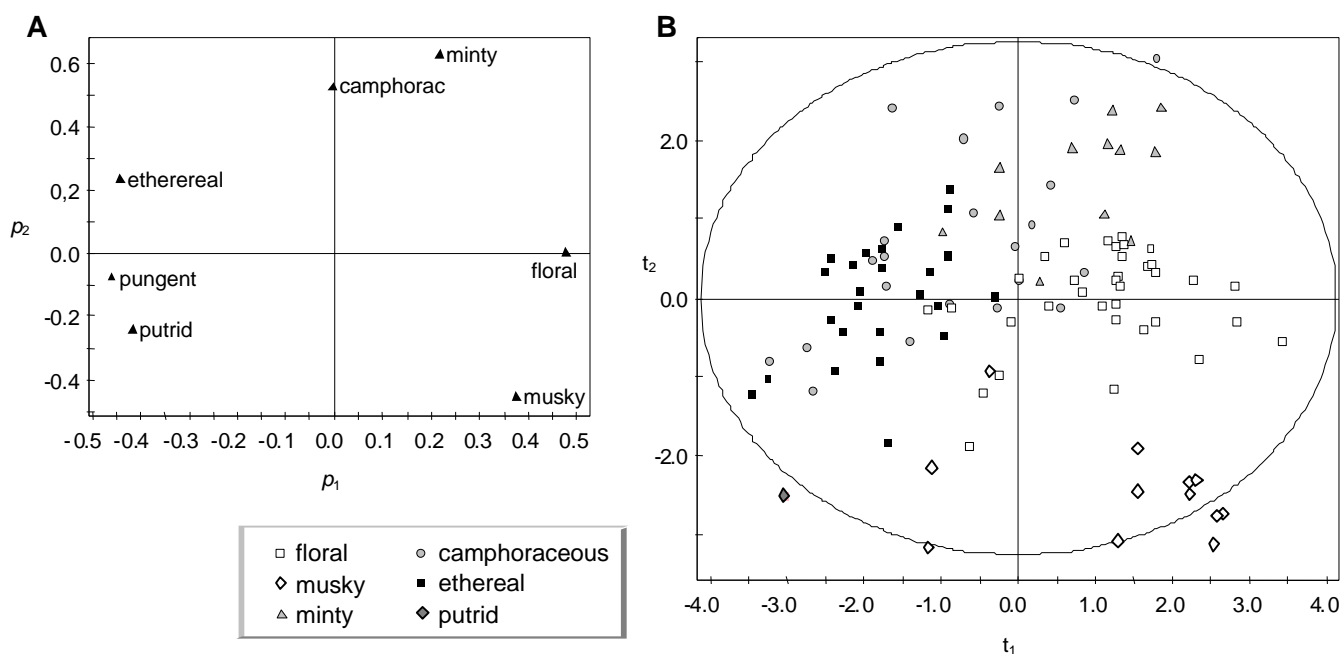 A
0.6
0.4
0,2
0.0
-0.2
-0.4
p2
minty
camphorac
etherereal
pungent
putrid
floral
musky
-0.5 -0.4 -0.3 -0.2 -0.1 0.0 0.1 0.2 0.3 0.4 0.5
p1
B
2.0
t2
0.0
-2.0
-4.0 -3.0 -2.0 -1.0 0.0 1.0 2.0 3.0 4.0
t1
floral camphoraceous
musky ethereal
minty putrid